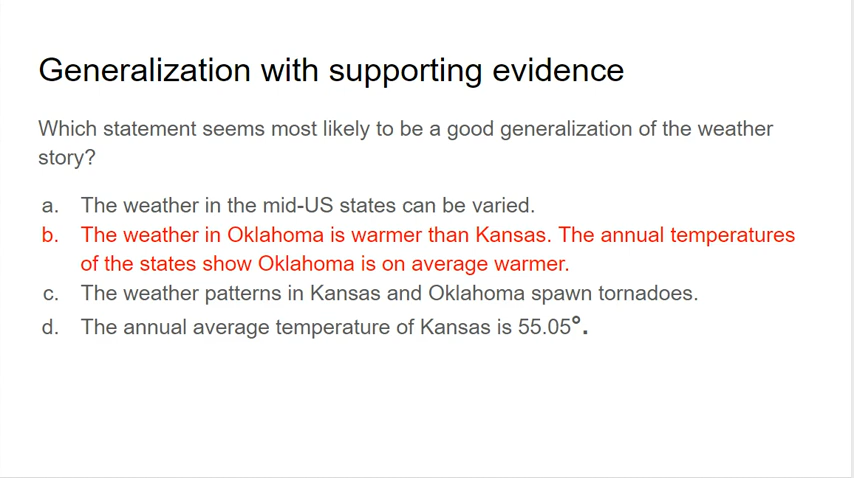 Generalization with supporting evidence
Which statement seems most likely to be a good generalization of the weather
story?
a. The weather in the mid-US states can be varied.
b. The weather in Oklahoma is warmer than Kansas. The annual temperatures
of the states show Oklahoma is on average warmer.
c. The weather patterns in Kansas and Oklahoma spawn tornadoes.
d. The annual average temperature of Kansas is 55.05°.